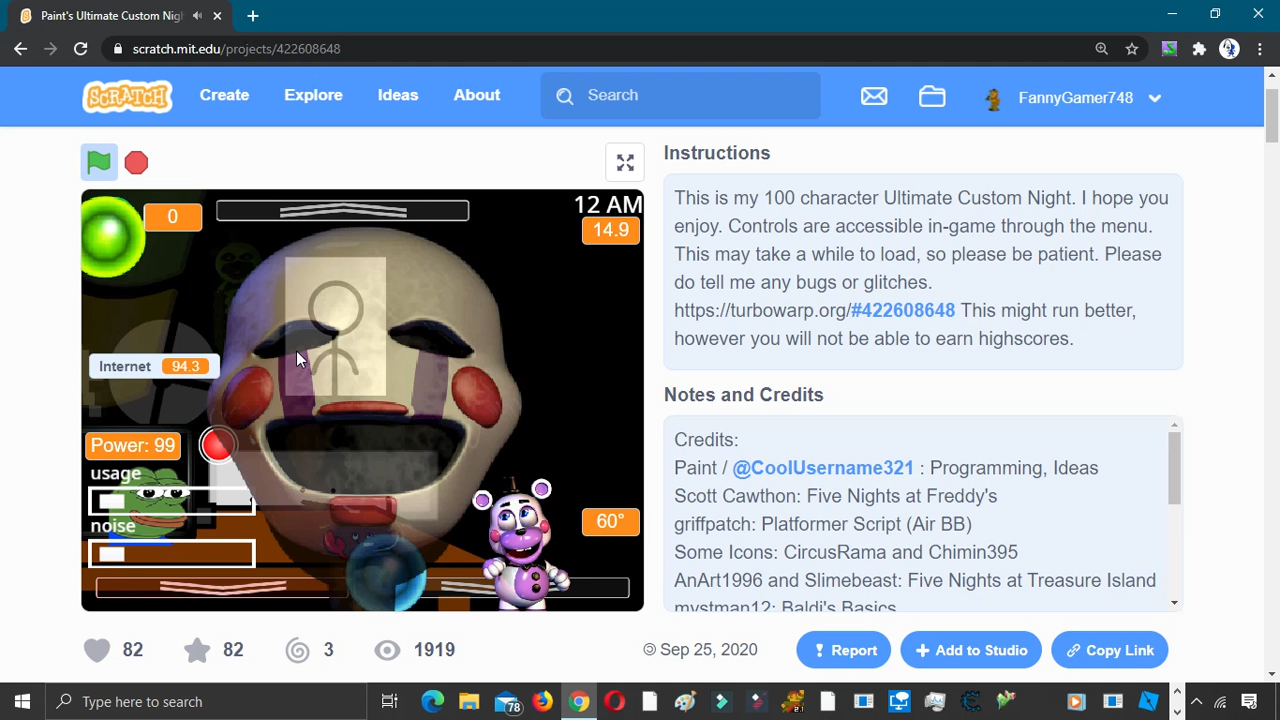 Paint's Ultimate Custom Nig
scratch.mit.edu/projects/422608648
SCRATCH
Create
Explore
Ideas
About
Search
FannyGamer748
0
12 AM
14.9
Internet 94.3
Power: 99
usage
noise
60°
Instructions
This is my 100 character Ultimate Custom Night. I hope you
enjoy. Controls are accessible in-game through the menu.
This may take a while to load, so please be patient. Please
do tell me any bugs or glitches.
https://turbowarp.org/#422608648 This might run better,
however you will not be able to earn highscores.
Notes and Credits
Credits:
Paint / @CoolUsername321 : Programming, Ideas
Scott Cawthon: Five Nights at Freddy's
griffpatch: Platformer Script (Air BB)
Some Icons: CircusRama and Chimin395
AnArt1996 and Slimebeast: Five Nights at Treasure Island
mystman12: Baldi's Basics
82
82
3
1919
Sep 25, 2020
Report
Add to Studio
Copy Link
Type here to search
78